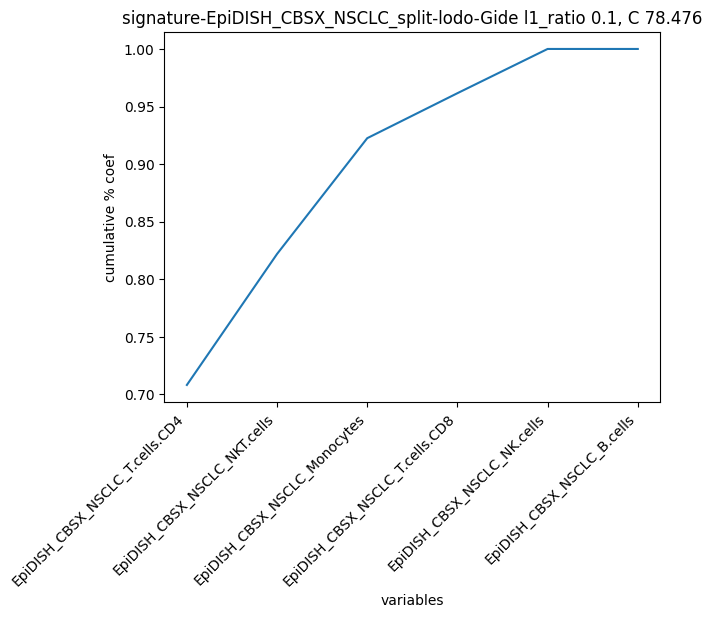 signature-EpiDISH_CBSX_NSCLC_split-lodo-Gide l1_ratio 0.1, C 78.476
1.00
0.95
0.90
0.85
0.80
0.75
0.70
cumulative % coef
EpiDISH_CBSX_NSCLC_T.cells.CD4
EpiDISH_CBSX_NSCLC_NKT.cells
EpiDISH_CBSX_NSCLC_Monocytes
EpiDISH_CBSX_NSCLC_T.cells.CD8
EpiDISH_CBSX_NSCLC_NK.cells
EpiDISH_CBSX_NSCLC_B.cells
variables